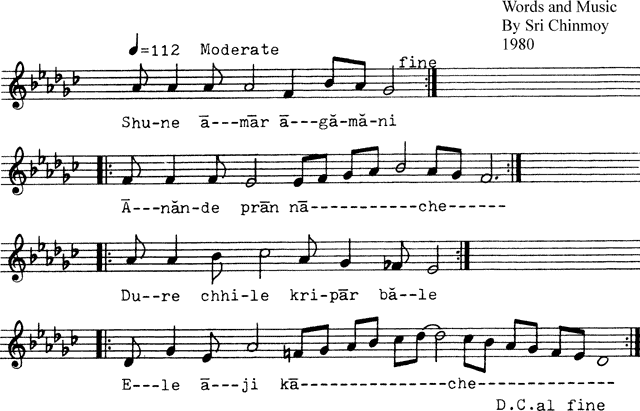 Words and Music
By Sri Chinmoy
1980
♩=112 Moderate
fine
Shu-ne ā---mār ā---gă-mă-ni
Ā---năn-de prān nā-----------che------
Du--re chhi-le kri-pār bă--le
E---le ā---ji kā--------------che--------------
D.C.al fine